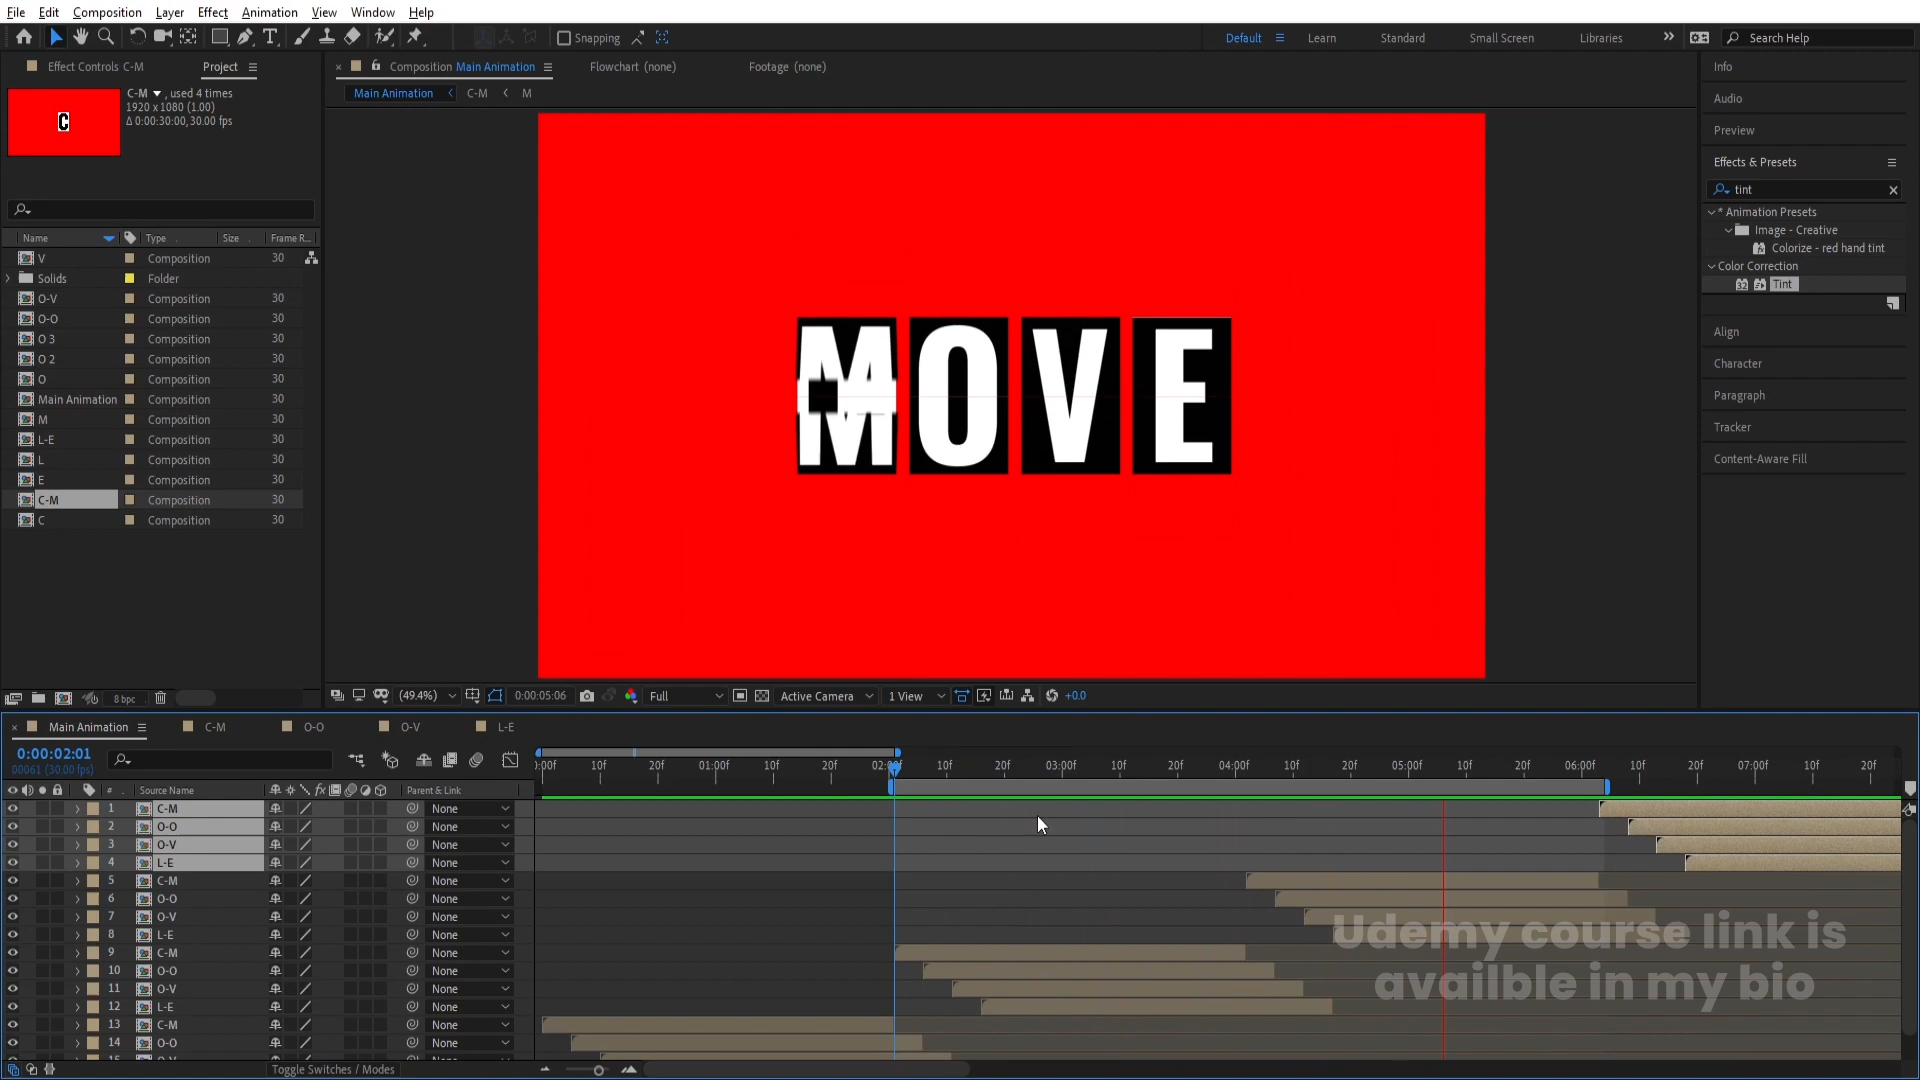 File Edit Composition Layer Effect Animation View Window Help
Snapping Default Learn Standard Small Screen Libraries Search Help
Effect Controls C-M Project
Composition Main Animation Flowchart (none) Footage (none)
Main Animation C-M M
C
C-M , used 4 times
1920 x 1080 (1.00)
Δ 0:00:30:00, 30.00 fps
Name Type Size Frame R...
V Composition 30
Solids Folder
O-V Composition 30
O-O Composition 30
O 3 Composition 30
O 2 Composition 30
O Composition 30
Main Animation Composition 30
M Composition 30
L-E Composition 30
L Composition 30
E Composition 30
C-M Composition 30
C Composition 30
8 bpc
MOVE
(49.4%) 0:00:05:06 Full Active Camera 1 View +0.0
Info
Audio
Preview
Effects & Presets
tint
* Animation Presets
Image - Creative
Colorize - red hand tint
Color Correction
32 Tint
Align
Character
Paragraph
Tracker
Content-Aware Fill
Main Animation C-M O-O O-V L-E
0:00:02:01
00061 (30.00 fps)
:00f 10f 20f 01:00f 10f 20f 02:00f 10f 20f 03:00f 10f 20f 04:00f 10f 20f 05:00f 10f 20f 06:00f 10f 20f 07:00f 10f 20f
# Source Name fx Parent & Link
1 C-M None
2 O-O None
3 O-V None
4 L-E None
5 C-M None
6 O-O None
7 O-V None
8 L-E None
9 C-M None
10 O-O None
11 O-V None
12 L-E None
13 C-M None
14 O-O None
Toggle Switches / Modes
Udemy course link is
availble in my bio